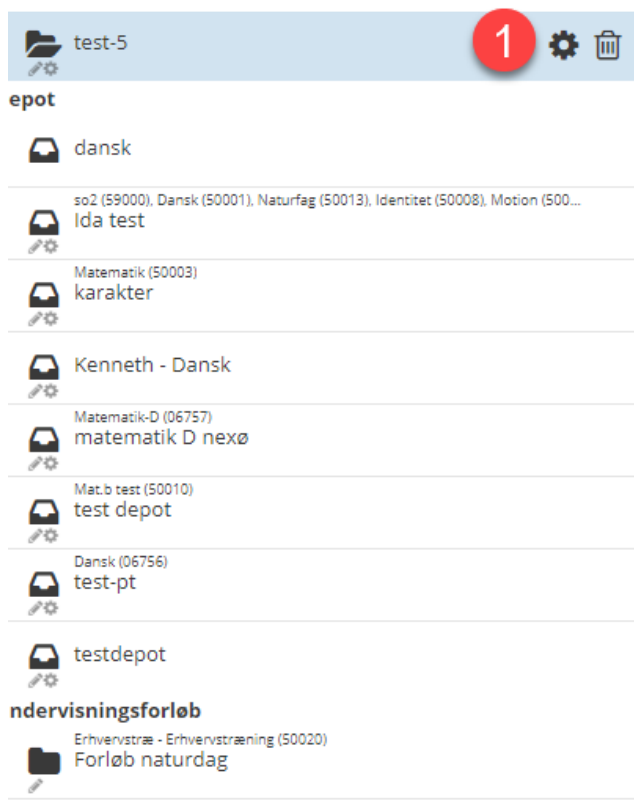 test-5
1
epot
dansk
so2 (59000), Dansk (50001), Naturfag (50013), Identitet (50008), Motion (500...
Ida test
Matematik (50003)
karakter
Kenneth - Dansk
Matematik-D (06757)
matematik D nexø
Mat.b test (50010)
test depot
Dansk (06756)
test-pt
testdepot
ndervisningsforløb
Erhvervstræ - Erhvervstræning (50020)
Forløb naturdag